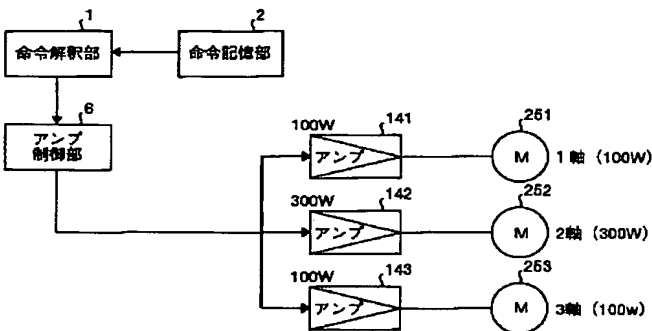 1
2
命令解釈部
命令記憶部
6
アンプ
制御部
100W
141
アンプ
251
M
1軸 (100W)
300W
142
アンプ
252
M
2軸 (300W)
100W
143
アンプ
253
M
3軸 (100w)